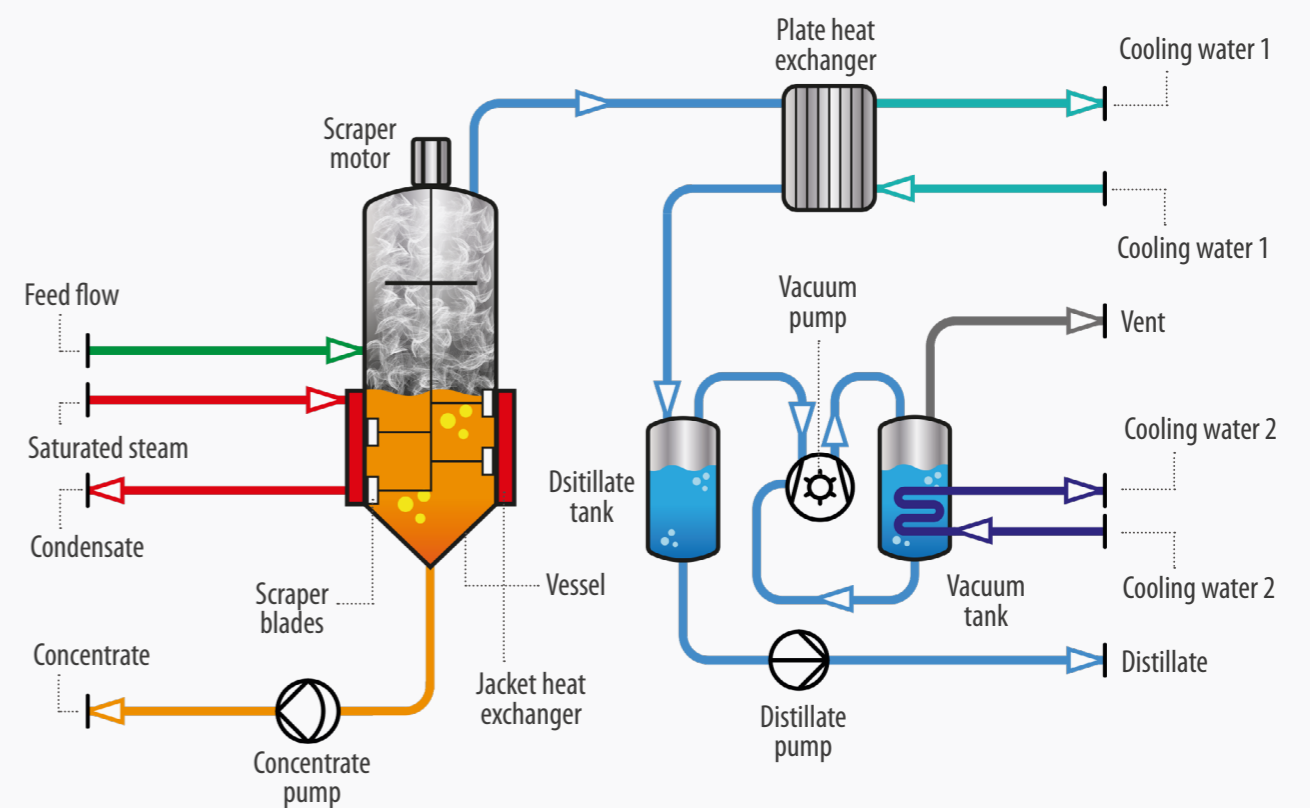 Plate heat
exchanger
Cooling water 1
Scraper
motor
Cooling water 1
Feed flow
Vacuum
pump
Vent
Saturated steam
Cooling water 2
Dsitillate
tank
Condensate
Scraper
blades
Vessel
Vacuum
tank
Cooling water 2
Concentrate
Jacket heat
exchanger
Distillate
Distillate
pump
Concentrate
pump